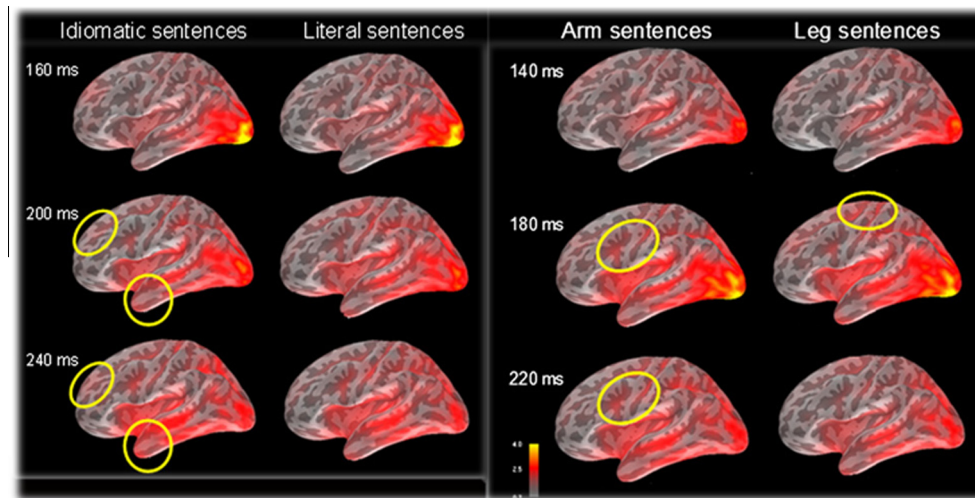 Idiomatic sentences
Literal sentences
Arm sentences
Leg sentences
160 ms
140 ms
200 ms
180 ms
240 ms
220 ms
4.0
2.5